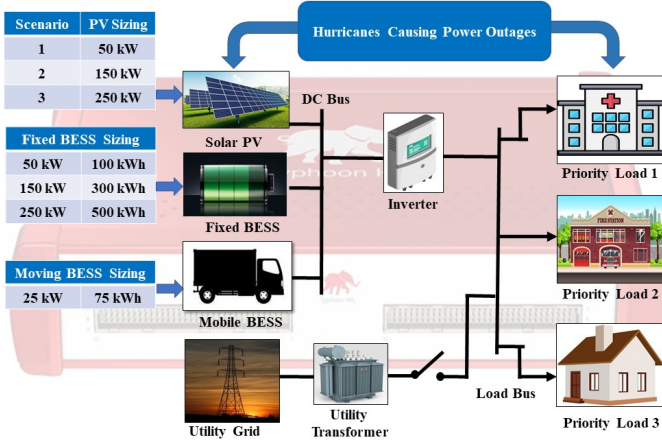 Scenario PV Sizing
1 50 kW
2 150 kW
3 250 kW
Hurricanes Causing Power Outages
DC Bus
Solar PV
Fixed BESS Sizing
50 kW 100 kWh
150 kW 300 kWh
250 kW 500 kWh
Fixed BESS
Inverter
Priority Load 1
FIRE STATION
Priority Load 2
Moving BESS Sizing
25 kW 75 kWh
Mobile BESS
Utility Grid
Utility
Transformer
Load Bus
Priority Load 3